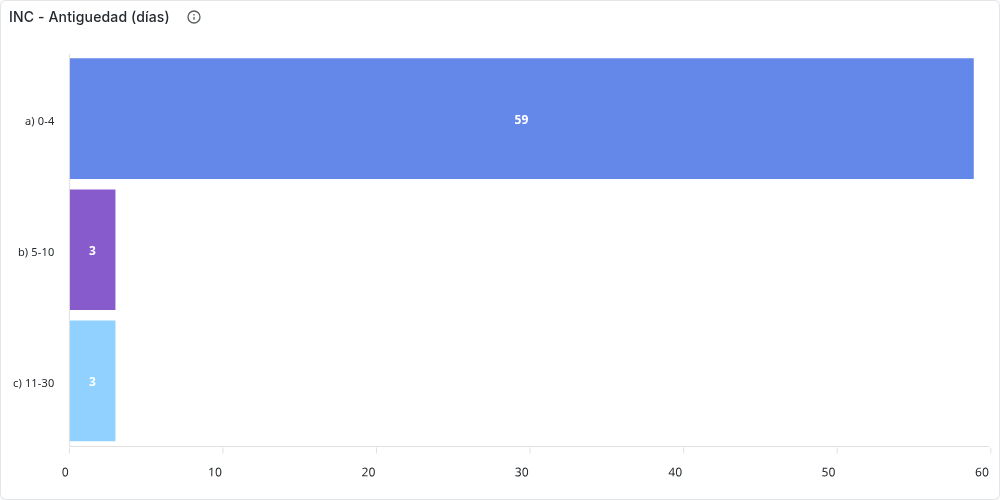 INC - Antiguedad (días)
a) 0-4
59
b) 5-10
3
c) 11-30
3
0 10 20 30 40 50 60